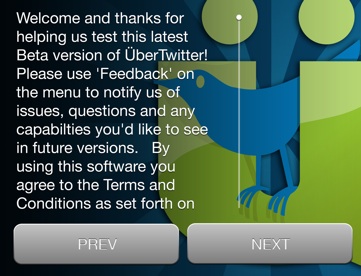 Welcome and thanks for
helping us test this latest
Beta version of ÜberTwitter!
Please use 'Feedback' on
the menu to notify us of
issues, questions and any
capabilties you'd like to see
in future versions.   By
using this software you
agree to the Terms and
Conditions as set forth on
PREV
NEXT